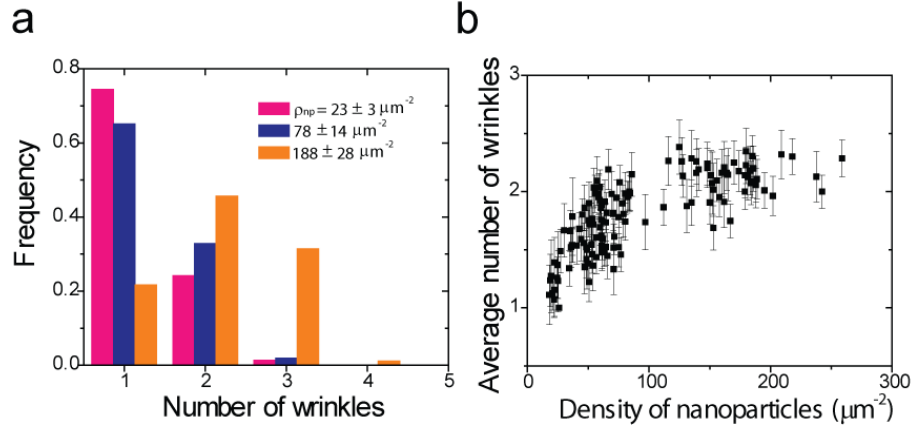 a
0.8
0.6
0.4
0.2
0.0
Frequency
1 2 3 4 5
Number of wrinkles
ρnp = 23 ± 3 μm⁻²
78 ± 14 μm⁻²
188 ± 28 μm⁻²
b
3
2
1
Average number of wrinkles
0 100 200 300
Density of nanoparticles (μm⁻²)